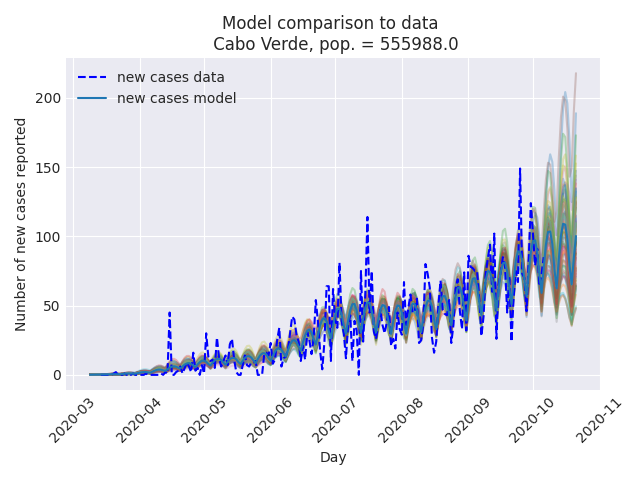 Model comparison to data
Cabo Verde, pop. = 555988.0
new cases data
new cases model
Number of new cases reported
200
150
100
50
0
2020-03
2020-04
2020-05
2020-06
2020-07
2020-08
2020-09
2020-10
2020-11
Day